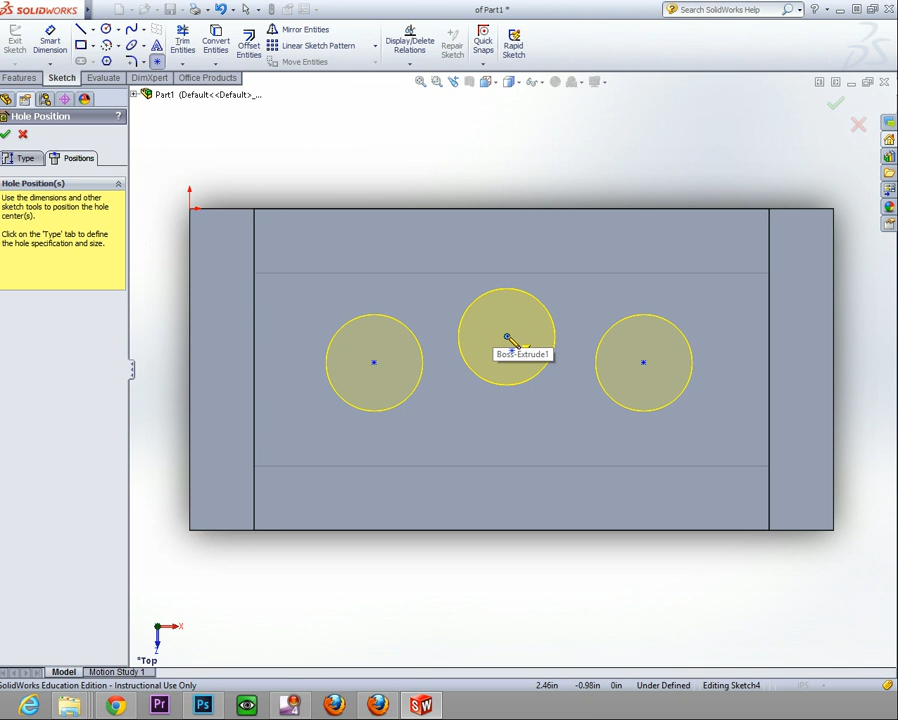 SOLIDWORKS
of Part1 *
Search SolidWorks Help
Exit Sketch
Smart Dimension
Trim Entities
Convert Entities
Offset Entities
Mirror Entities
Linear Sketch Pattern
Move Entities
Display/Delete Relations
Repair Sketch
Quick Snaps
Rapid Sketch
Features
Sketch
Evaluate
DimXpert
Office Products
Part1 (Default<<Default>_...
Hole Position
?
Type
Positions
Hole Position(s)
Use the dimensions and other
sketch tools to position the hole
center(s).
Click on the 'Type' tab to define
the hole specification and size.
Boss-Extrude1
X
Z
*Top
Model
Motion Study 1
SolidWorks Education Edition - Instructional Use Only
2.46in
-0.98in
0in
Under Defined
Editing Sketch4
IPS
Pr
Ps
SW